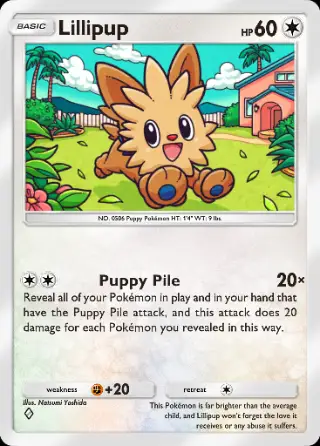 BASIC Lillipup HP60
NO. 0506 Puppy Pokémon HT: 1'4" WT: 9 lbs
Puppy Pile 20×
Reveal all of your Pokémon in play and in your hand that
have the Puppy Pile attack, and this attack does 20
damage for each Pokémon you revealed in this way.
weakness +20 retreat
Illus. Natsumi Yoshida
This Pokémon is far brighter than the average
child, and Lillipup won't forget the love it
receives or any abuse it suffers.